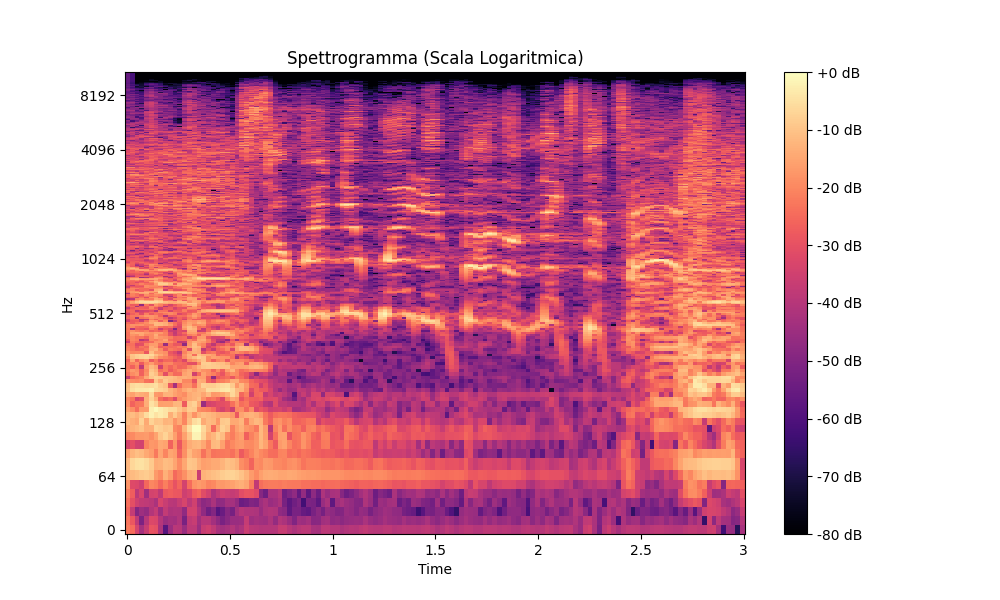 Spettrogramma (Scala Logaritmica)
Hz
8192
4096
2048
1024
512
256
128
64
0
0 0.5 1 1.5 2 2.5 3
Time
+0 dB
-10 dB
-20 dB
-30 dB
-40 dB
-50 dB
-60 dB
-70 dB
-80 dB